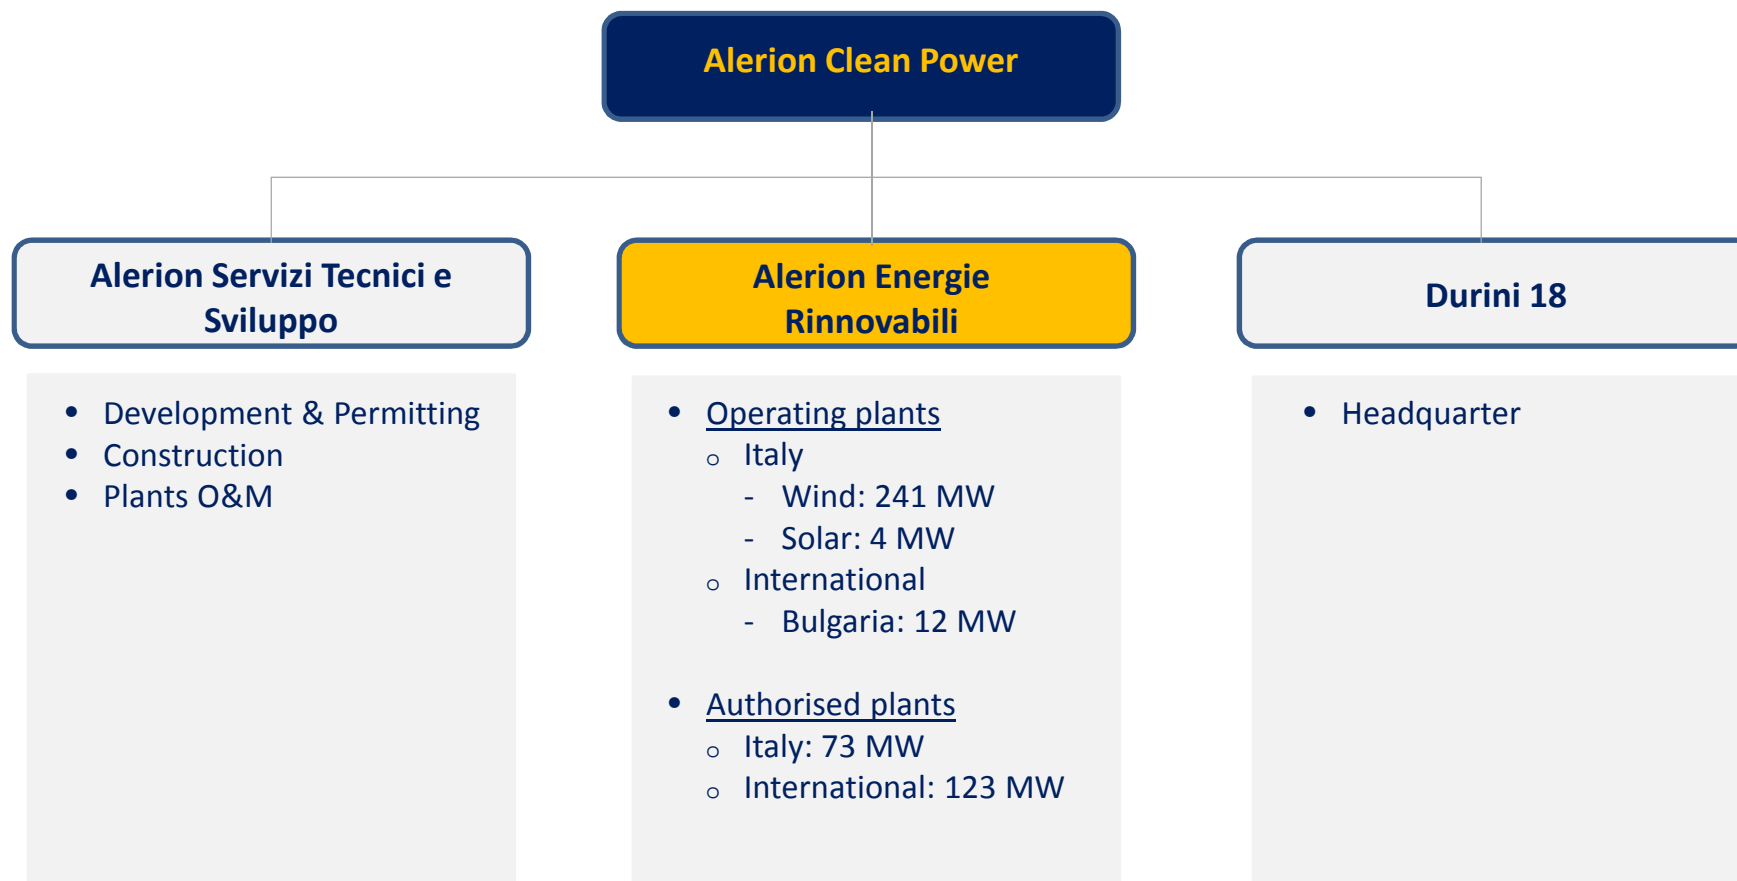 Alerion Clean Power
Alerion Servizi Tecnici e
Sviluppo
• Development & Permitting
• Construction
• Plants O&M
Alerion Energie
Rinnovabili
• Operating plants
o Italy
- Wind: 241 MW
- Solar: 4 MW
o International
- Bulgaria: 12 MW
• Authorised plants
o Italy: 73 MW
o International: 123 MW
Durini 18
• Headquarter